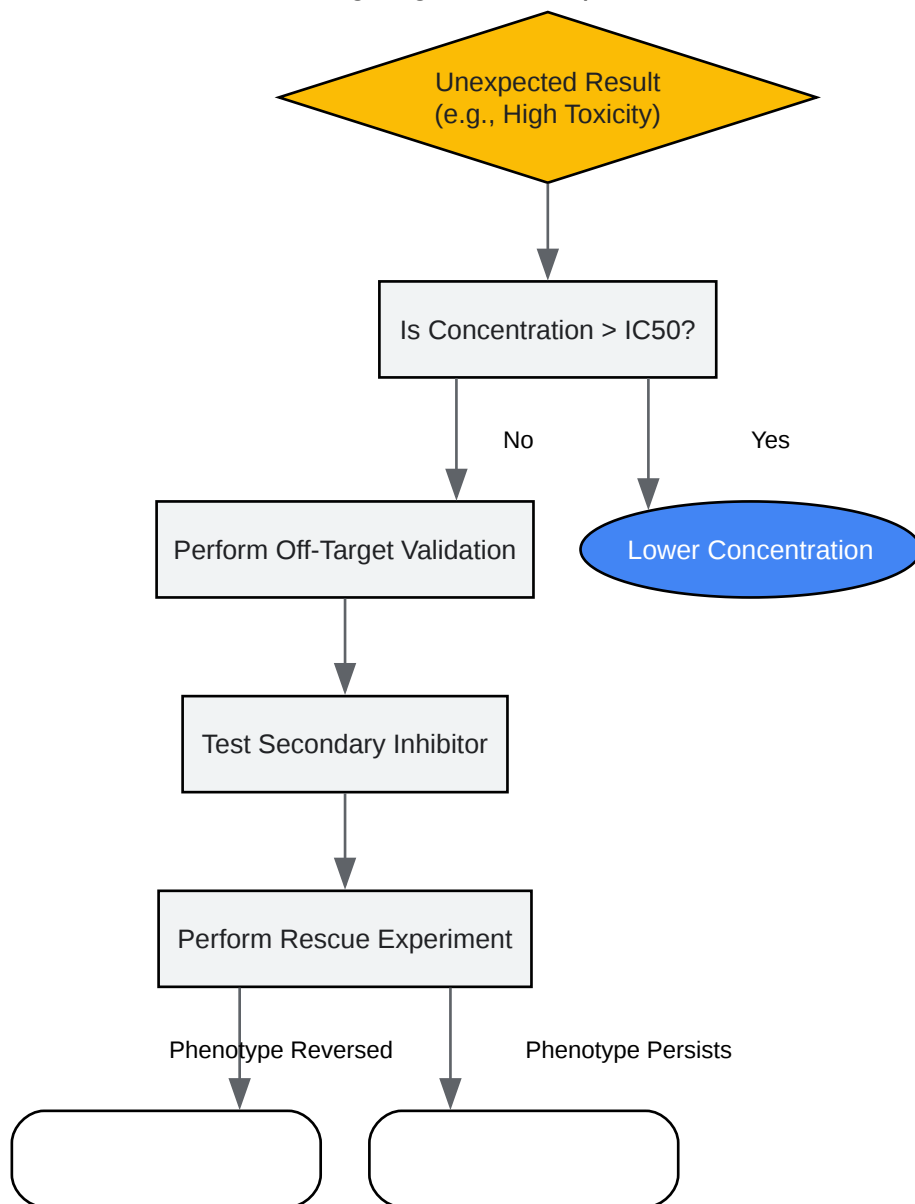 Unexpected Result
(e.g., High Toxicity)
Is Concentration > IC50?
No
Yes
Perform Off-Target Validation
Lower Concentration
Test Secondary Inhibitor
Perform Rescue Experiment
Phenotype Reversed
Phenotype Persists